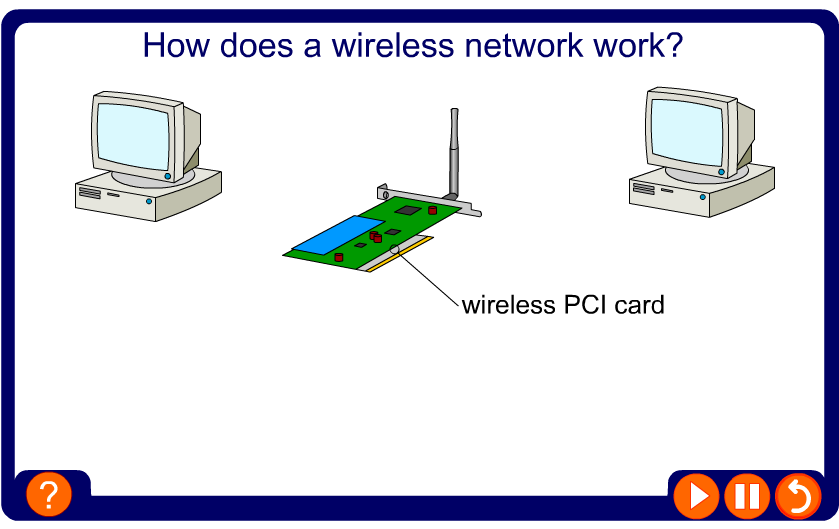 How does a wireless network work?
wireless PCI card
?